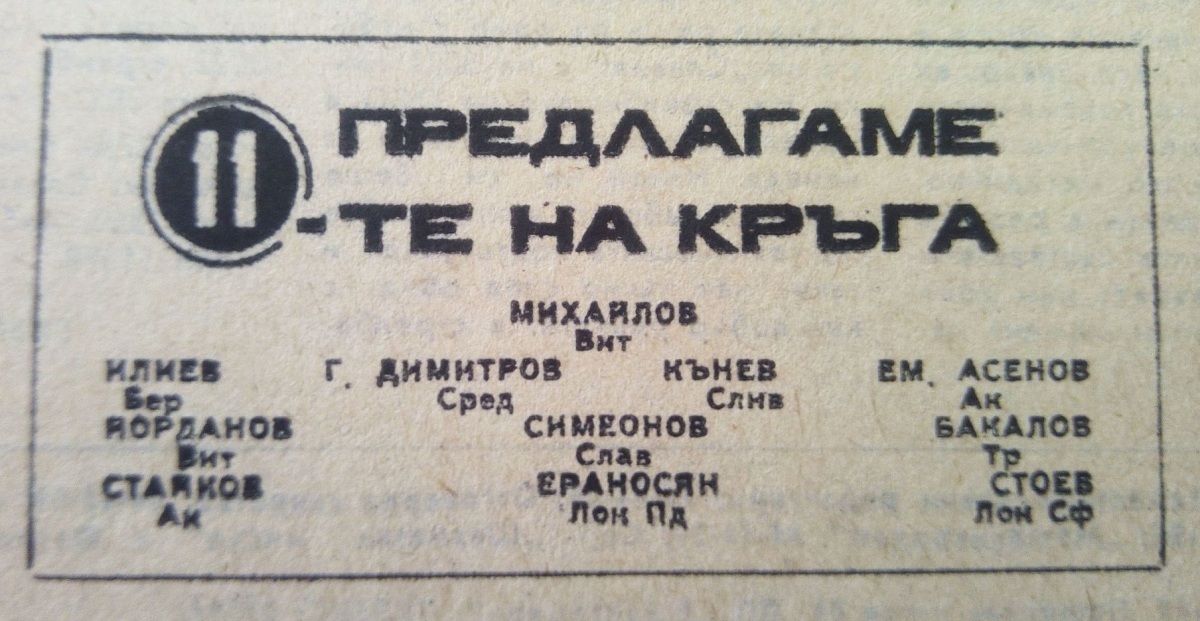 ПРЕДЛАГАМЕ
11-ТЕ НА КРЪГА
МИХАЙЛОВ
Вит
ИЛИЕВ Г. ДИМИТРОВ КЪНЕВ ЕМ. АСЕНОВ
Бер Сред Слив Ак
ЙОРДАНОВ СИМЕОНОВ БАКАЛОВ
Вит Слав Тр
СТАЙКОВ ЕРАНОСЯН СТОЕВ
Ак Лок Пд Лок Сф